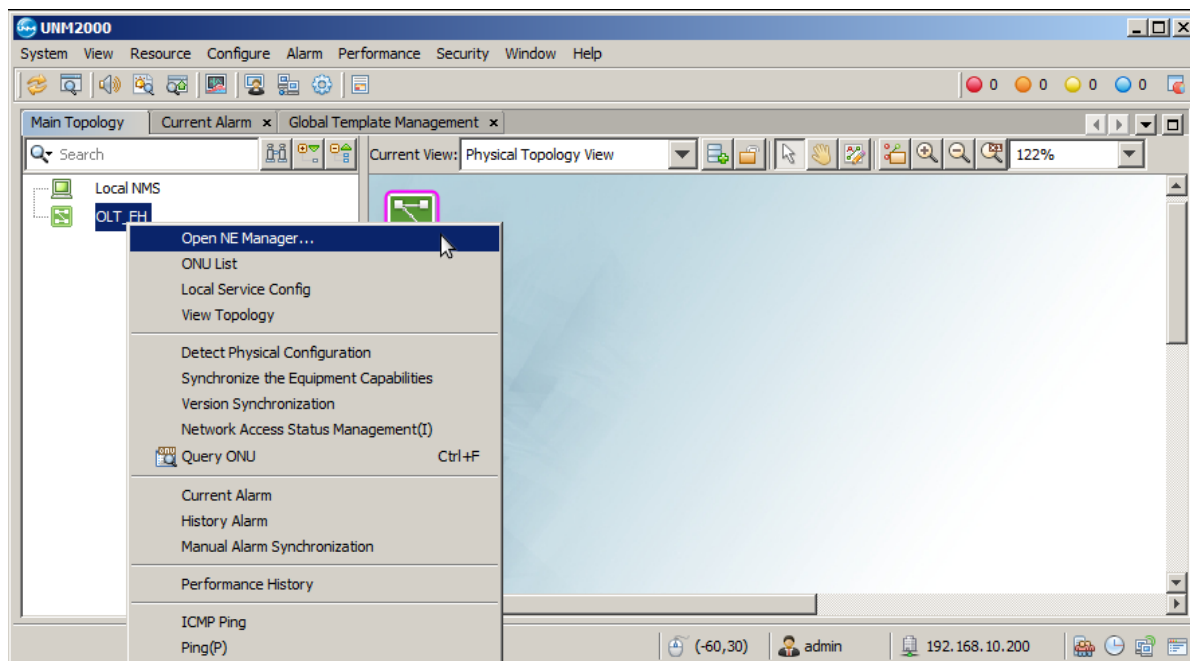 UNM2000
System View Resource Configure Alarm Performance Security Window Help
0 0 0 0
Main Topology Current Alarm Global Template Management
Search Current View: Physical Topology View 122%
Local NMS
OLT_FH
Open NE Manager...
ONU List
Local Service Config
View Topology
Detect Physical Configuration
Synchronize the Equipment Capabilities
Version Synchronization
Network Access Status Management(I)
Query ONU Ctrl+F
Current Alarm
History Alarm
Manual Alarm Synchronization
Performance History
ICMP Ping
Ping(P)
(-60,30) admin 192.168.10.200